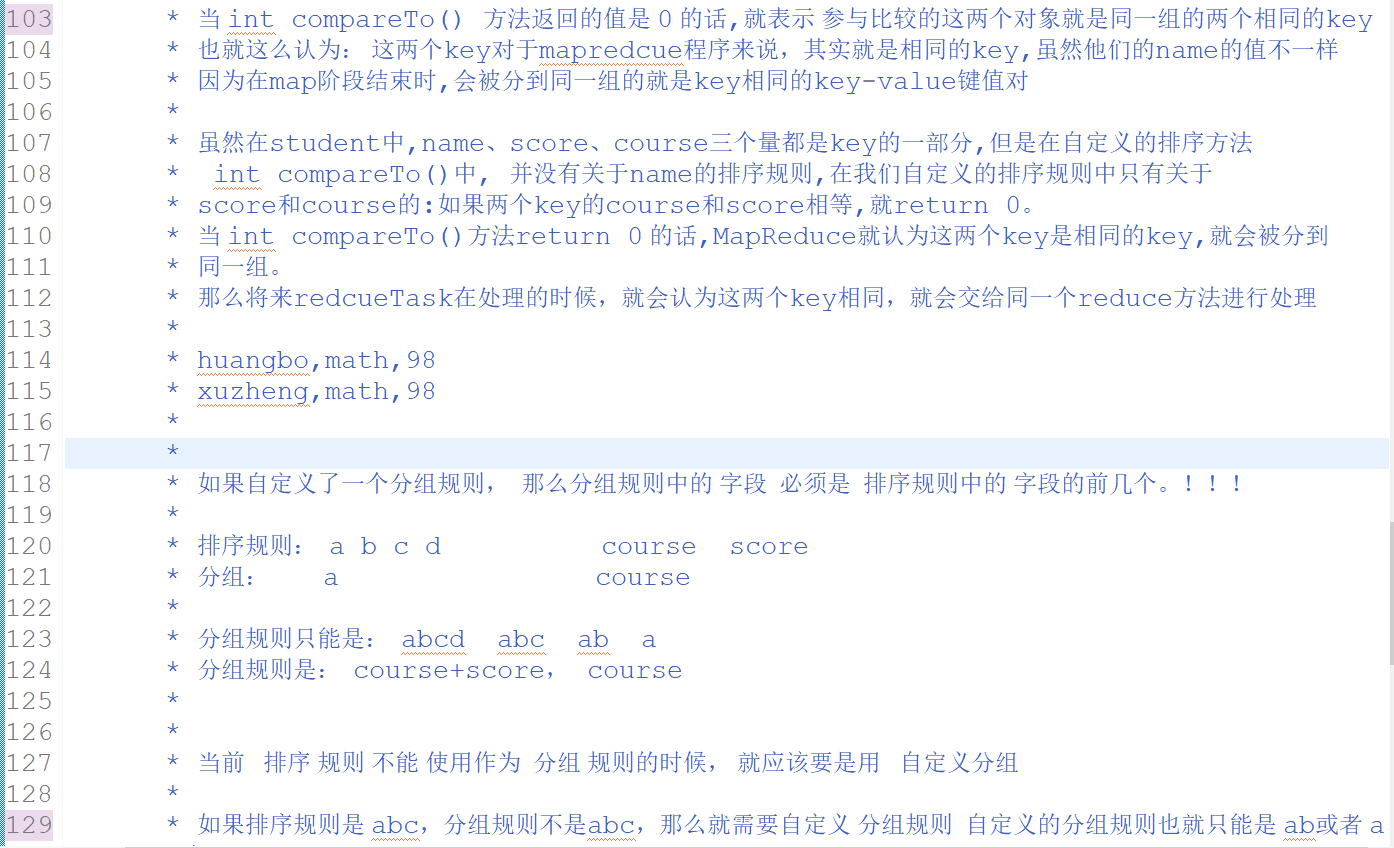 103 * 当 int compareTo() 方法返回的值是 0 的话,就表示 参与比较的这两个对象就是同一组的两个相同的key
104 * 也就这么认为： 这两个key对于mapredcue程序来说，其实就是相同的key,虽然他们的name的值不一样
105 * 因为在map阶段结束时,会被分到同一组的就是key相同的key-value键值对
106 *
107 * 虽然在student中,name、score、course三个量都是key的一部分,但是在自定义的排序方法
108 * int compareTo()中, 并没有关于name的排序规则,在我们自定义的排序规则中只有关于
109 * score和course的:如果两个key的course和score相等,就return 0。
110 * 当 int compareTo()方法return 0 的话,MapReduce就认为这两个key是相同的key,就会被分到
111 * 同一组。
112 * 那么将来redcueTask在处理的时候，就会认为这两个key相同，就会交给同一个reduce方法进行处理
113 *
114 * huangbo,math,98
115 * xuzheng,math,98
116 *
117 *
118 * 如果自定义了一个分组规则， 那么分组规则中的 字段 必须是 排序规则中的 字段的前几个。！！！
119 *
120 * 排序规则： a b c d course score
121 * 分组： a course
122 *
123 * 分组规则只能是： abcd abc ab a
124 * 分组规则是： course+score， course
125 *
126 *
127 * 当前 排序 规则 不能 使用作为 分组 规则的时候， 就应该要是用 自定义分组
128 *
129 * 如果排序规则是 abc，分组规则不是abc，那么就需要自定义 分组规则 自定义的分组规则也就只能是 ab或者 a